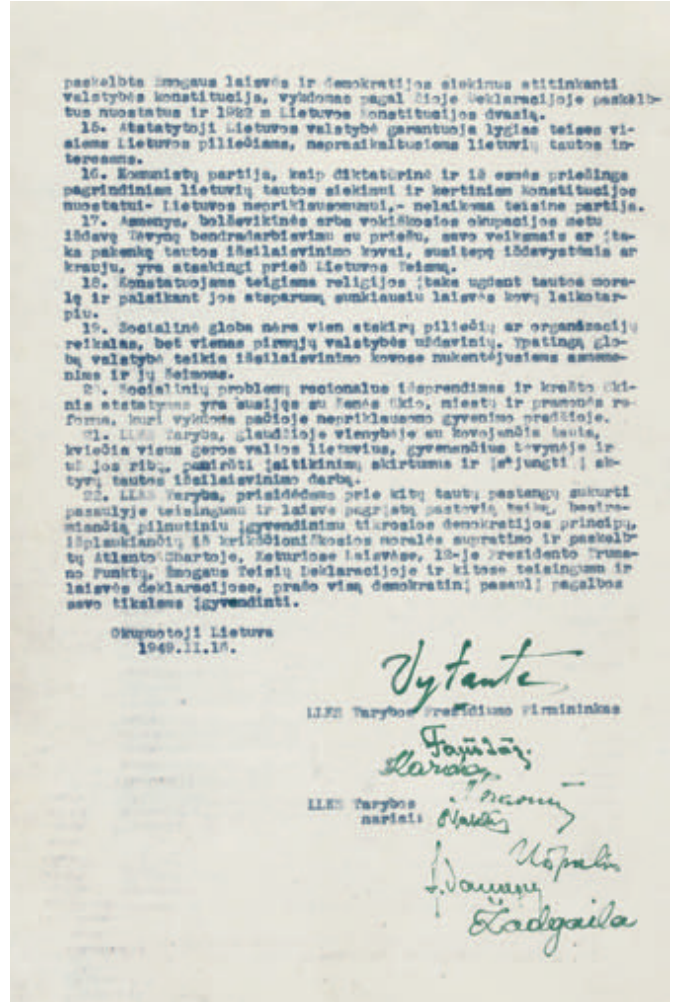 paskelbta Žmogaus laisvės ir demokratijos siekimus atitinkanti
valstybės konstitucija, vykdomas pagal šioje Deklaracijoje paskelb-
tus nuostatus ir 1922 m Lietuvos Konstitucijos dvasią.
15. Atstatytoji Lietuvos valstybė garantuoja lygias teises vi-
siems Lietuvos piliečiams, neprasikaltusiems lietuvių tautos in-
teresams.
16. Komunistų partija, kaip diktatūrinė ir iš esmės priešinga
pagrindiniam lietuvių tautos siekimui ir kertiniam konstitucijos
nuostatui- Lietuvos nepriklausomumui,- nelaikoma teisine partija.
17. Asmenys, bolševikinės arba vokiškosios okupacijos metu
išdavę Tėvynę bendradarbiavimu su priešu, savo veiksmais ar įta-
ka pakenkę tautos išsilaisvinimo kovai, susitepę išdavystėmis ar
krauju, yra atsakingi prieš Lietuvos Teismą.
18. Konstatuojama teigiama religijos įtaka ugdant tautos mora-
lę ir palaikant jos atsparumą sunkiausiu laisvės kovų laikotar-
piu.
19. Socialinė globa nėra vien atskirų piliečių ar organizacijų
reikalas, bet vienas pirmųjų valstybės uždavinių. Ypatingą glo-
bą valstybė teikia išsilaisvinimo kovose nukentėjusiems asmens-
nims ir jų šeimoms.
20. Socialinių problemų racionalus išsprendimas ir krašto ūki-
nis atstatymas yra susijęs su žemės ūkio, miestų ir pramonės re-
forma, kuri vykdoma pačioje nepriklausomo gyvenimo pradžioje.
21. LLKS Taryba, glaudžioje vienybėje su kovojančia tauta,
kviečia visus geros valios lietuvius, gyvenančius tėvynėje ir
už jos ribų, pamiršti įsitikinimų skirtumus ir įsijungti į ak-
tyvų tautos išsilaisvinimo darbą.
22. LLKS Taryba, prisidėdama prie kitų tautų pastangų sukurti
pasaulyje teisingumu ir laisve pagrįstą pastovią taiką, besire-
miančią pilnutiniu įgyvendinimu tikrosios demokratijos principų,
išplaukiančių iš krikščioniškosios moralės supratimo ir paskelb-
tų Atlanto Chartoje, Keturiose Laisvėse, 12-je Prezidento Truma-
no Punktų, Žmogaus Teisių Deklaracijoje ir kitose teisingumo ir
laisvės deklaracijose, prašo visą demokratinį pasaulį pagalbos
savo tikslams įgyvendinti.
Okupuotoji Lietuva
1949.II.16.
Vytautas
LLKS Tarybos Prezidiumo Pirmininkas
Faustas.
Kardas
LLKS Tarybos
nariai:
Užpalis
Žadgaila